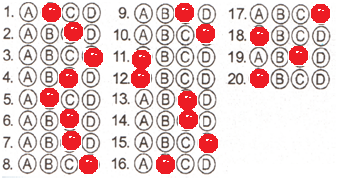 1. A C D
2. A B D
3. A B C
4. A B D
5. A C D
6. A B D
7. A B D
8. A B C
9. A B D
10. A B C
11. B C D
12. B C D
13. A B D
14. A B D
15. A B C
16. A C D
17. A B C
18. B C D
19. A B D
20. B C D